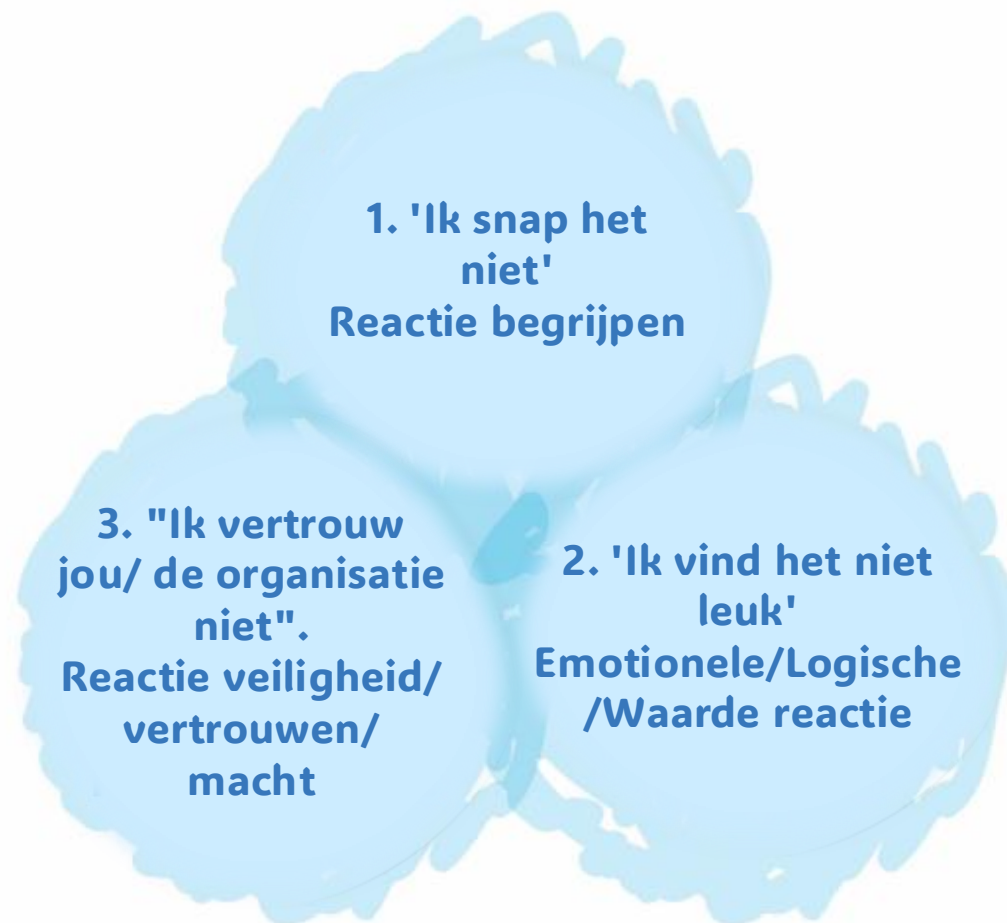 1. 'Ik snap het
niet'
Reactie begrijpen
2. 'Ik vind het niet
leuk'
Emotionele/Logische
/Waarde reactie
3. "Ik vertrouw
jou/ de organisatie
niet".
Reactie veiligheid/
vertrouwen/
macht